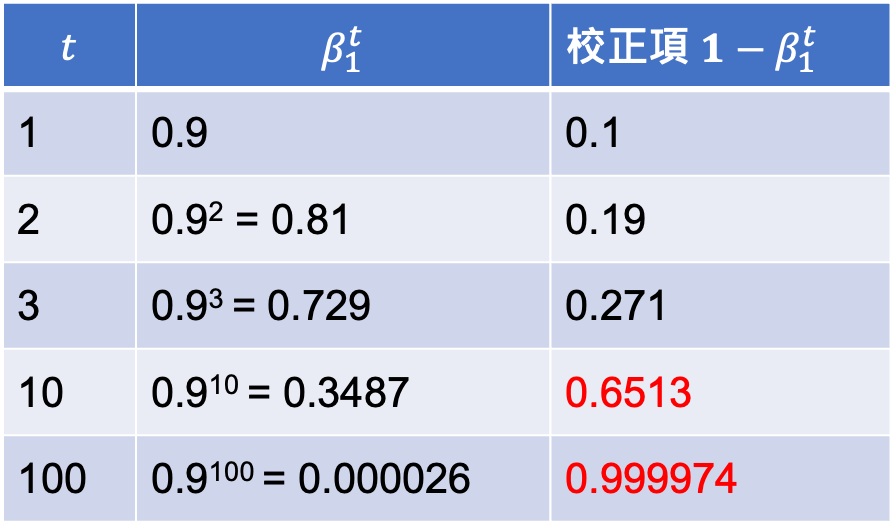 t β₁ᵗ 校正項 1 − β₁ᵗ
1 0.9 0.1
2 0.9² = 0.81 0.19
3 0.9³ = 0.729 0.271
10 0.9¹⁰ = 0.3487 0.6513
100 0.9¹⁰⁰ = 0.000026 0.999974